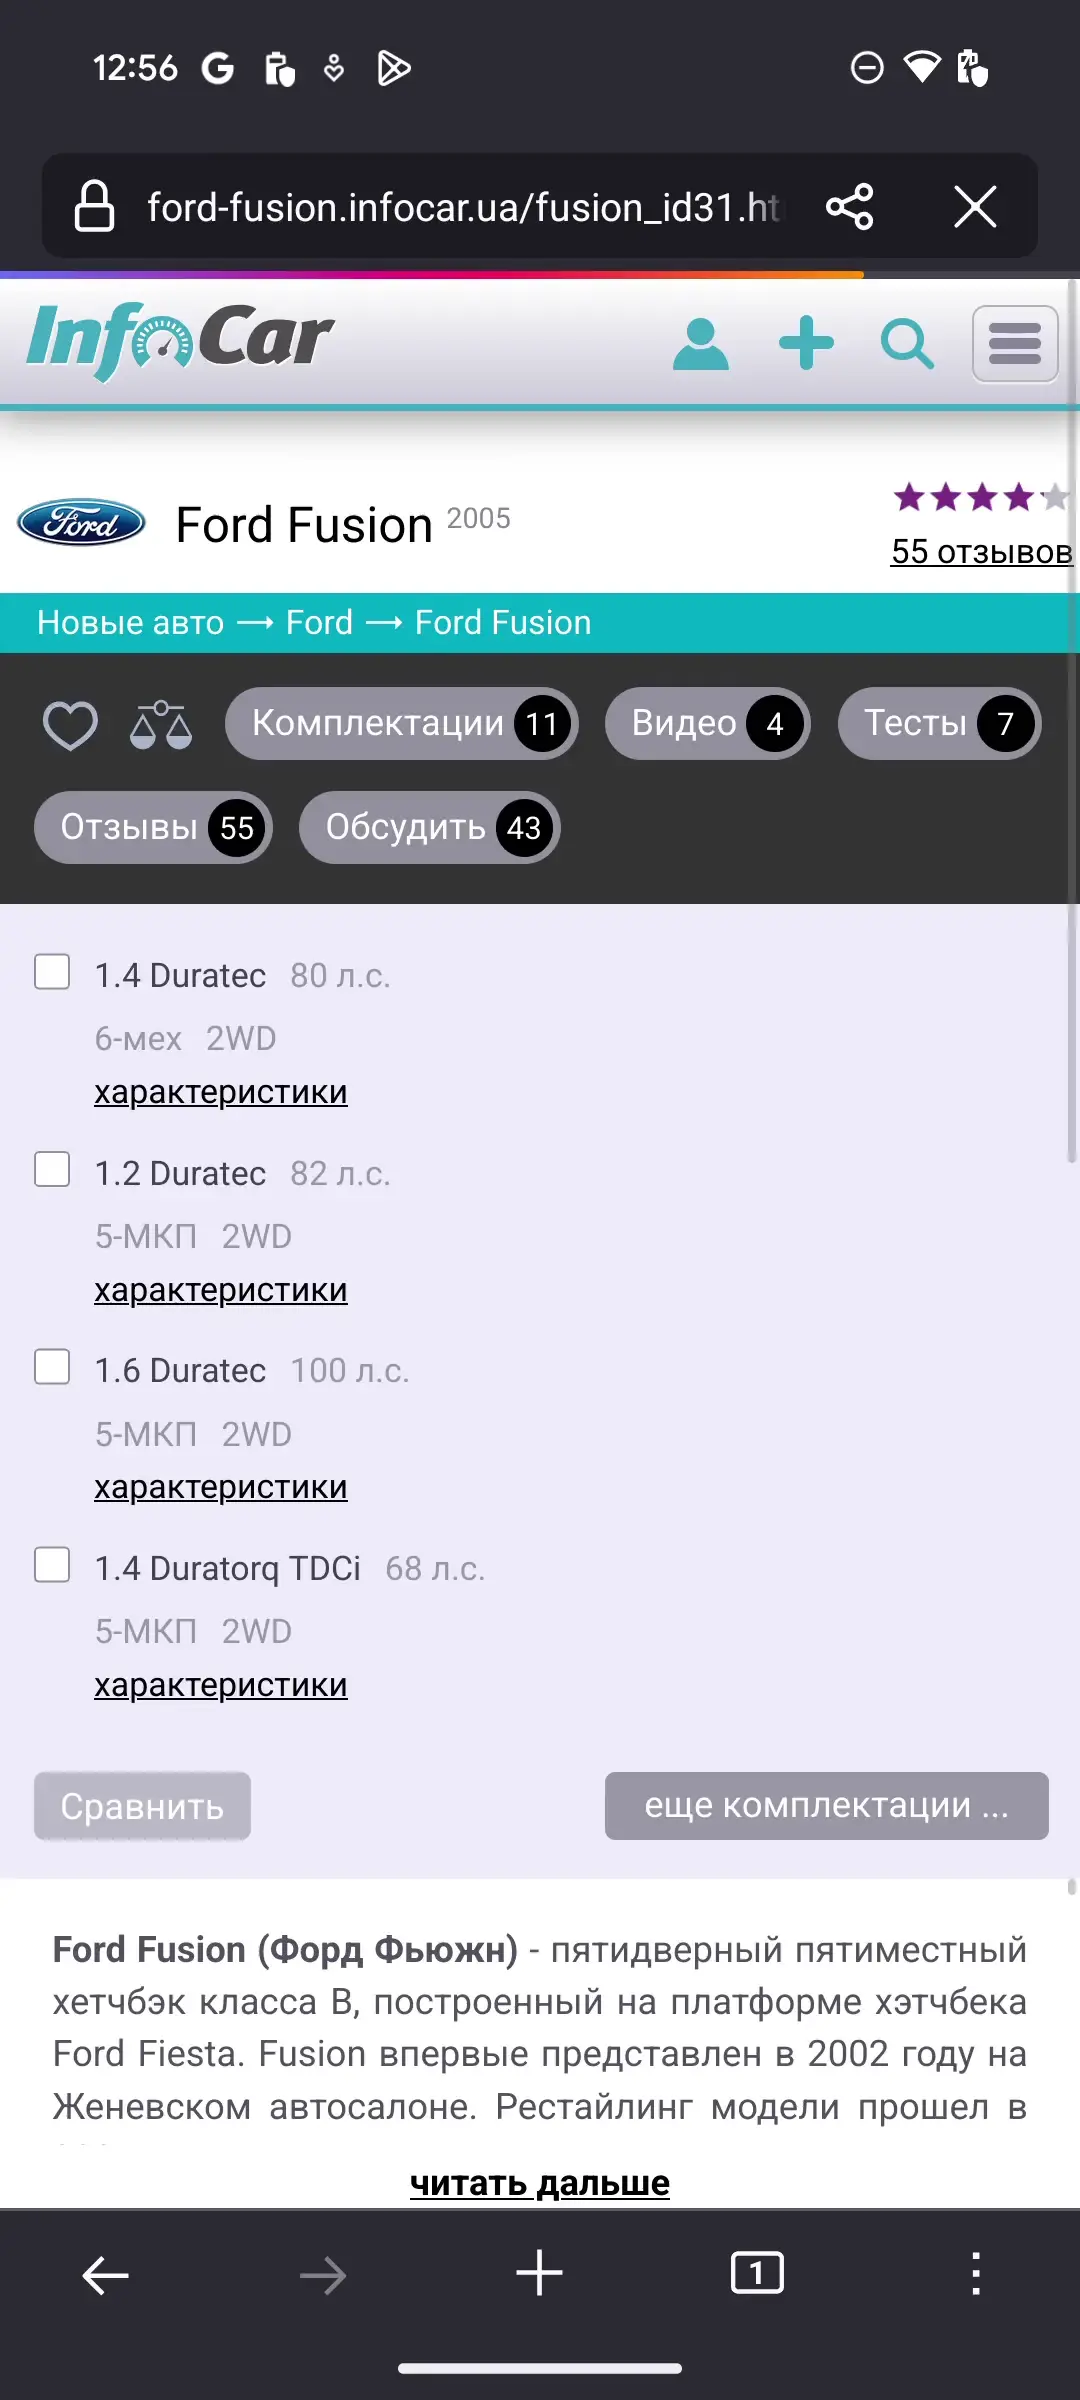 12:56
ford-fusion.infocar.ua/fusion_id31.ht
InfoCar
Ford
Ford Fusion 2005
55 отзывов
Новые авто → Ford → Ford Fusion
Комплектации 11 Видео 4 Тесты 7
Отзывы 55 Обсудить 43
1.4 Duratec 80 л.с.
6-мех 2WD
характеристики
1.2 Duratec 82 л.с.
5-МКП 2WD
характеристики
1.6 Duratec 100 л.с.
5-МКП 2WD
характеристики
1.4 Duratorq TDCi 68 л.с.
5-МКП 2WD
характеристики
Сравнить еще комплектации ...
Ford Fusion (Форд Фьюжн) - пятидверный пятиместный
хетчбэк класса B, построенный на платформе хэтчбека
Ford Fiesta. Fusion впервые представлен в 2002 году на
Женевском автосалоне. Рестайлинг модели прошел в
читать дальше
1